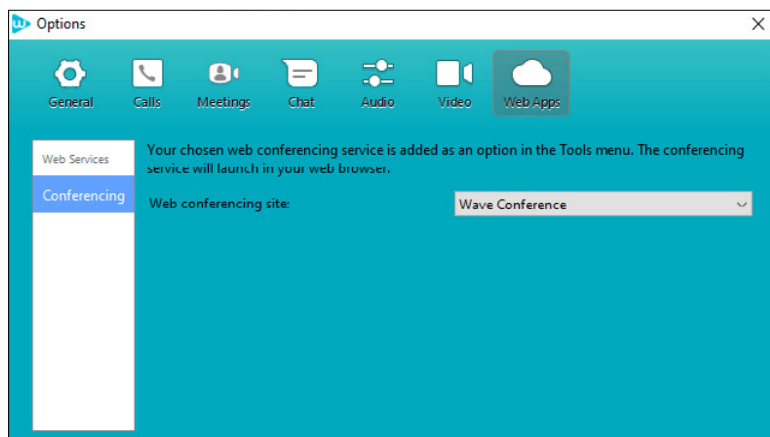 Options
General Calls Meetings Chat Audio Video Web Apps
Web Services
Conferencing
Your chosen web conferencing service is added as an option in the Tools menu. The conferencing
service will launch in your web browser.
Web conferencing site: Wave Conference